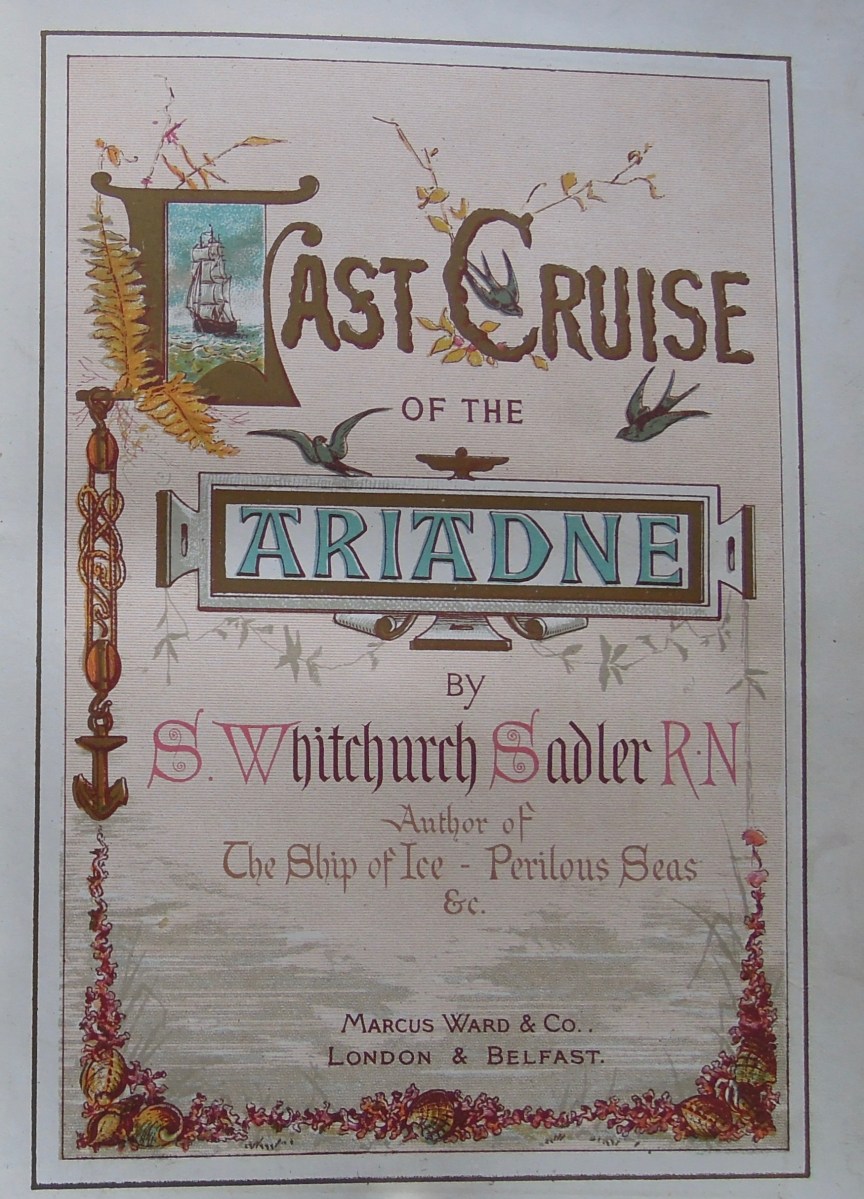 LAST CRUISE
OF THE
ARIADNE
BY
S. Whitchurch Sadler R.N
Author of
The Ship of Ice - Perilous Seas
&c.
MARCUS WARD & CO.,
LONDON & BELFAST.